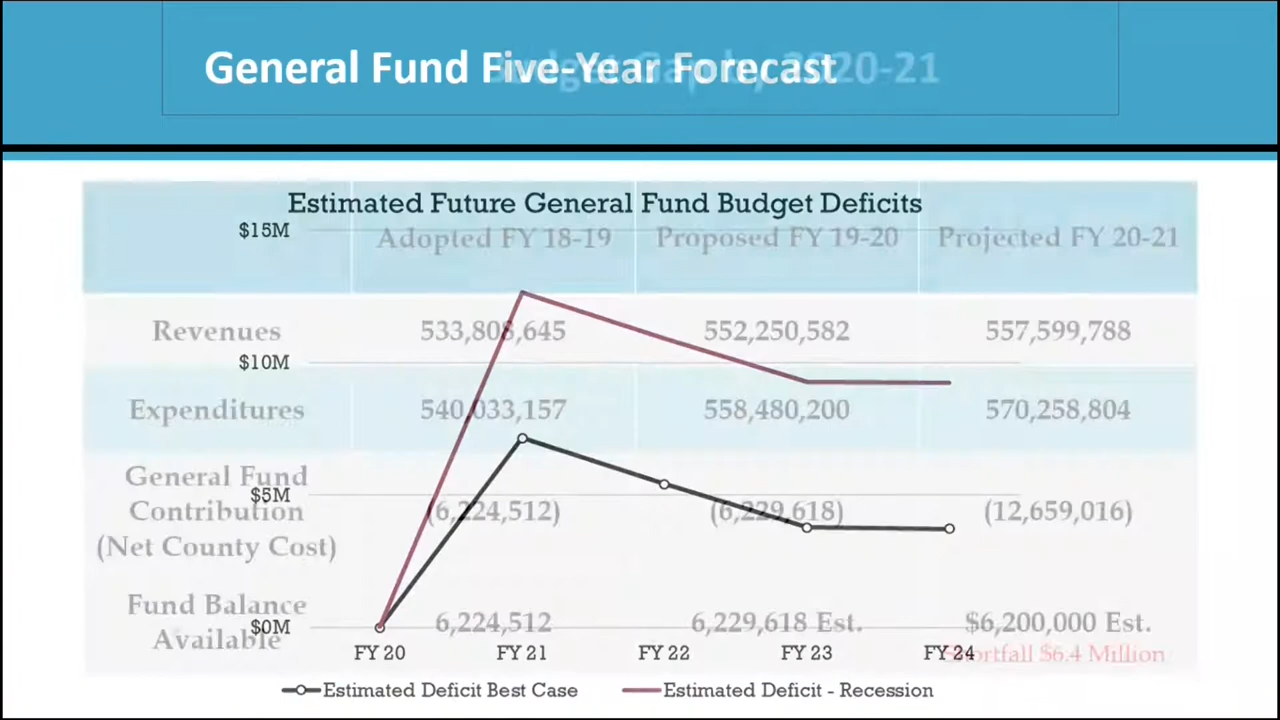 General Fund Five-Year Forecast
2020-21
Estimated Future General Fund Budget Deficits
$15M
Adopted FY 18-19 Proposed FY 19-20 Projected FY 20-21
Revenues 533,808,645 552,250,582 557,599,788
$10M
Expenditures 540,033,157 558,480,200 570,258,804
General Fund
Contribution
(Net County Cost)
$5M
(6,224,512) (6,229,618) (12,659,016)
Fund Balance
Available
$0M
6,224,512 6,229,618 Est. $6,200,000 Est.
Shortfall $6.4 Million
FY 20 FY 21 FY 22 FY 23 FY 24
Estimated Deficit Best Case Estimated Deficit - Recession